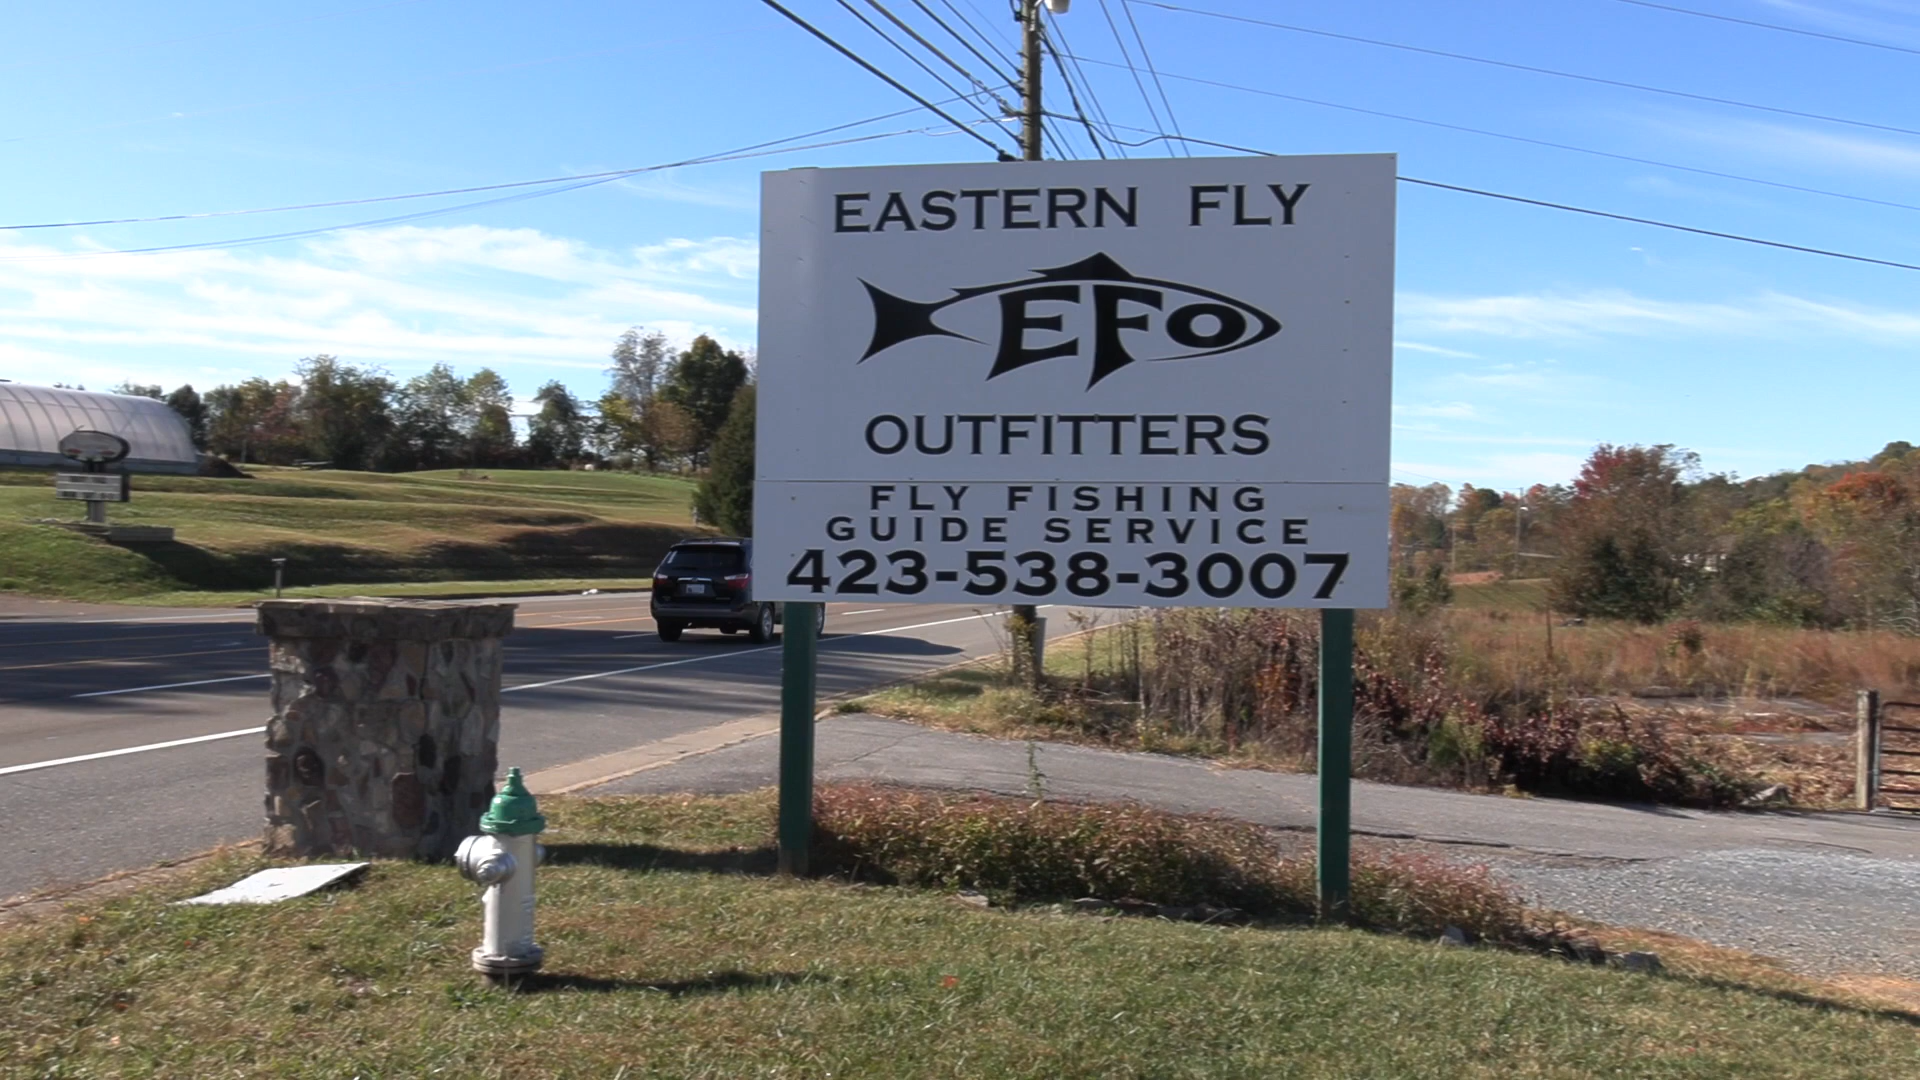 EASTERN FLY
EFO
OUTFITTERS
FLY FISHING
GUIDE SERVICE
423-538-3007